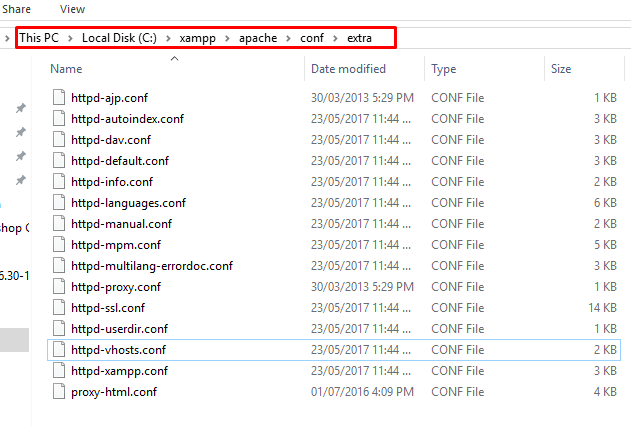 Share View
> This PC > Local Disk (C:) > xampp > apache > conf > extra
Name Date modified Type Size
httpd-ajp.conf 30/03/2013 5:29 PM CONF File 1 KB
httpd-autoindex.conf 23/05/2017 11:44 ... CONF File 3 KB
httpd-dav.conf 23/05/2017 11:44 ... CONF File 3 KB
httpd-default.conf 23/05/2017 11:44 ... CONF File 3 KB
httpd-info.conf 23/05/2017 11:44 ... CONF File 2 KB
httpd-languages.conf 23/05/2017 11:44 ... CONF File 6 KB
httpd-manual.conf 23/05/2017 11:44 ... CONF File 2 KB
shop C
httpd-mpm.conf 23/05/2017 11:44 ... CONF File 5 KB
httpd-multilang-errordoc.conf 23/05/2017 11:44 ... CONF File 3 KB
6.30-1
httpd-proxy.conf 30/03/2013 5:29 PM CONF File 1 KB
httpd-ssl.conf 23/05/2017 11:44 ... CONF File 14 KB
httpd-userdir.conf 23/05/2017 11:44 ... CONF File 1 KB
httpd-vhosts.conf 23/05/2017 11:44 ... CONF File 2 KB
httpd-xampp.conf 23/05/2017 11:44 ... CONF File 3 KB
proxy-html.conf 01/07/2016 4:09 PM CONF File 4 KB